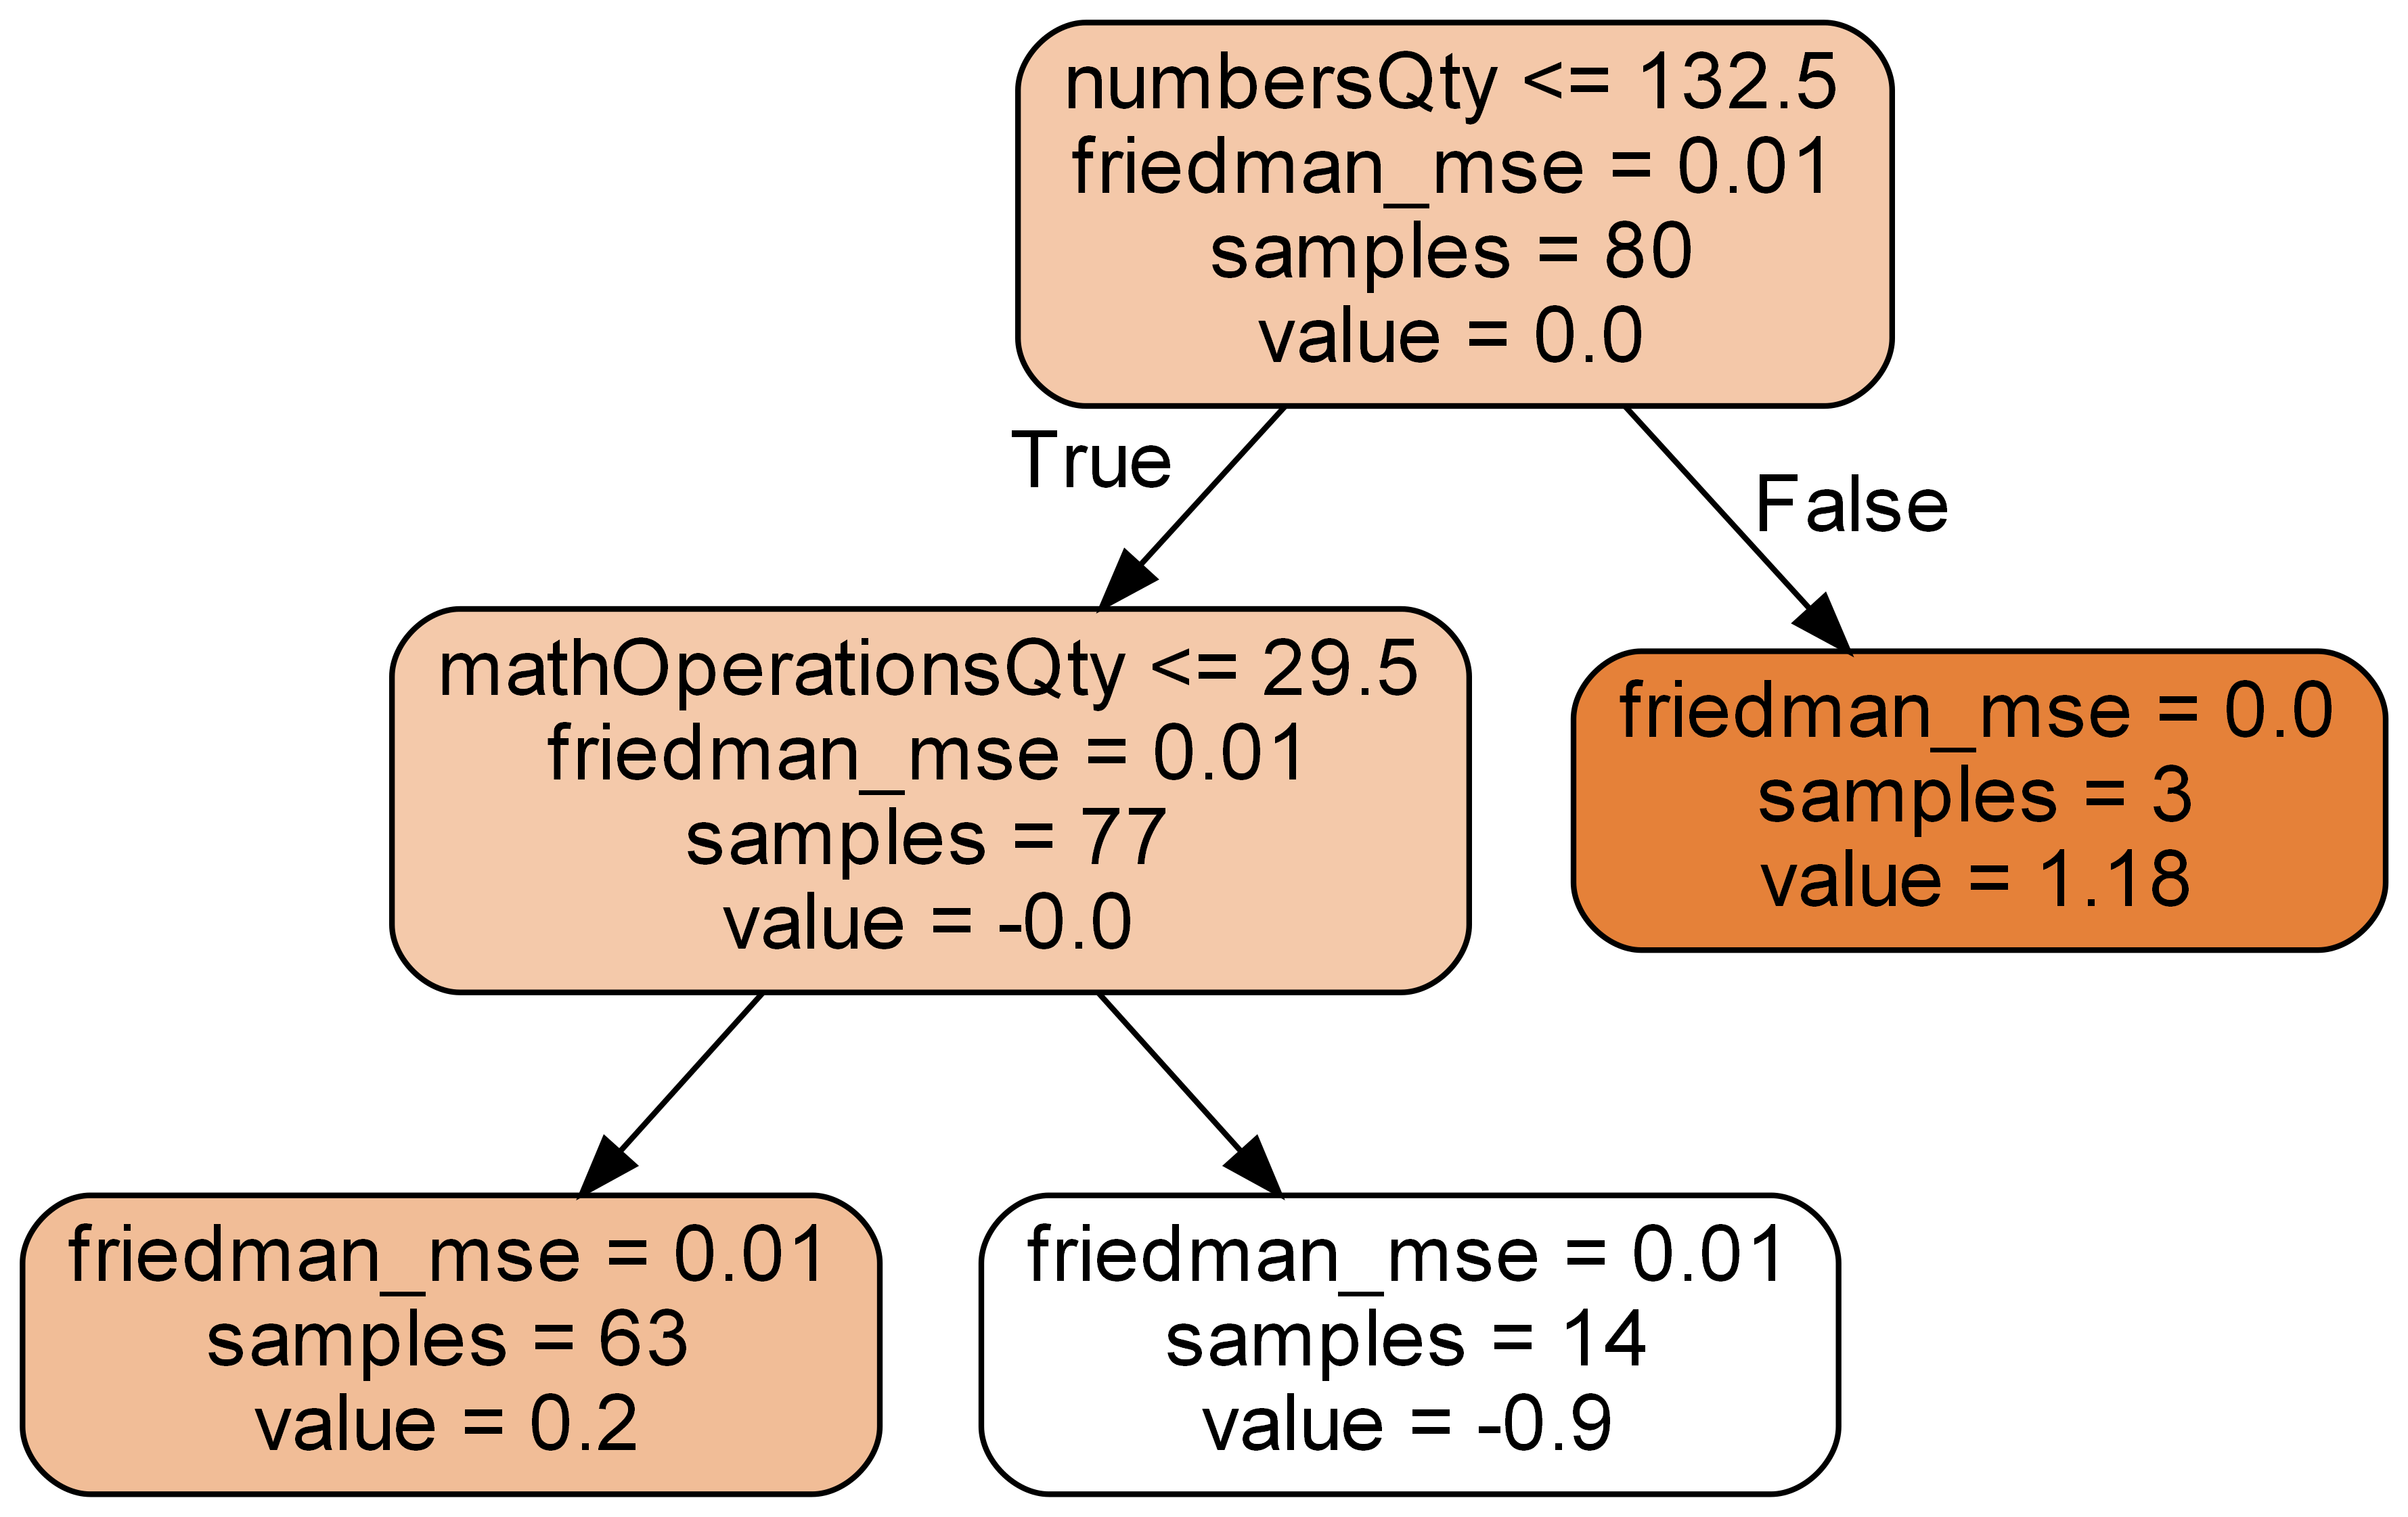 numbersQty <= 132.5
friedman_mse = 0.01
samples = 80
value = 0.0
True
False
mathOperationsQty <= 29.5
friedman_mse = 0.01
samples = 77
value = -0.0
friedman_mse = 0.0
samples = 3
value = 1.18
friedman_mse = 0.01
samples = 63
value = 0.2
friedman_mse = 0.01
samples = 14
value = -0.9